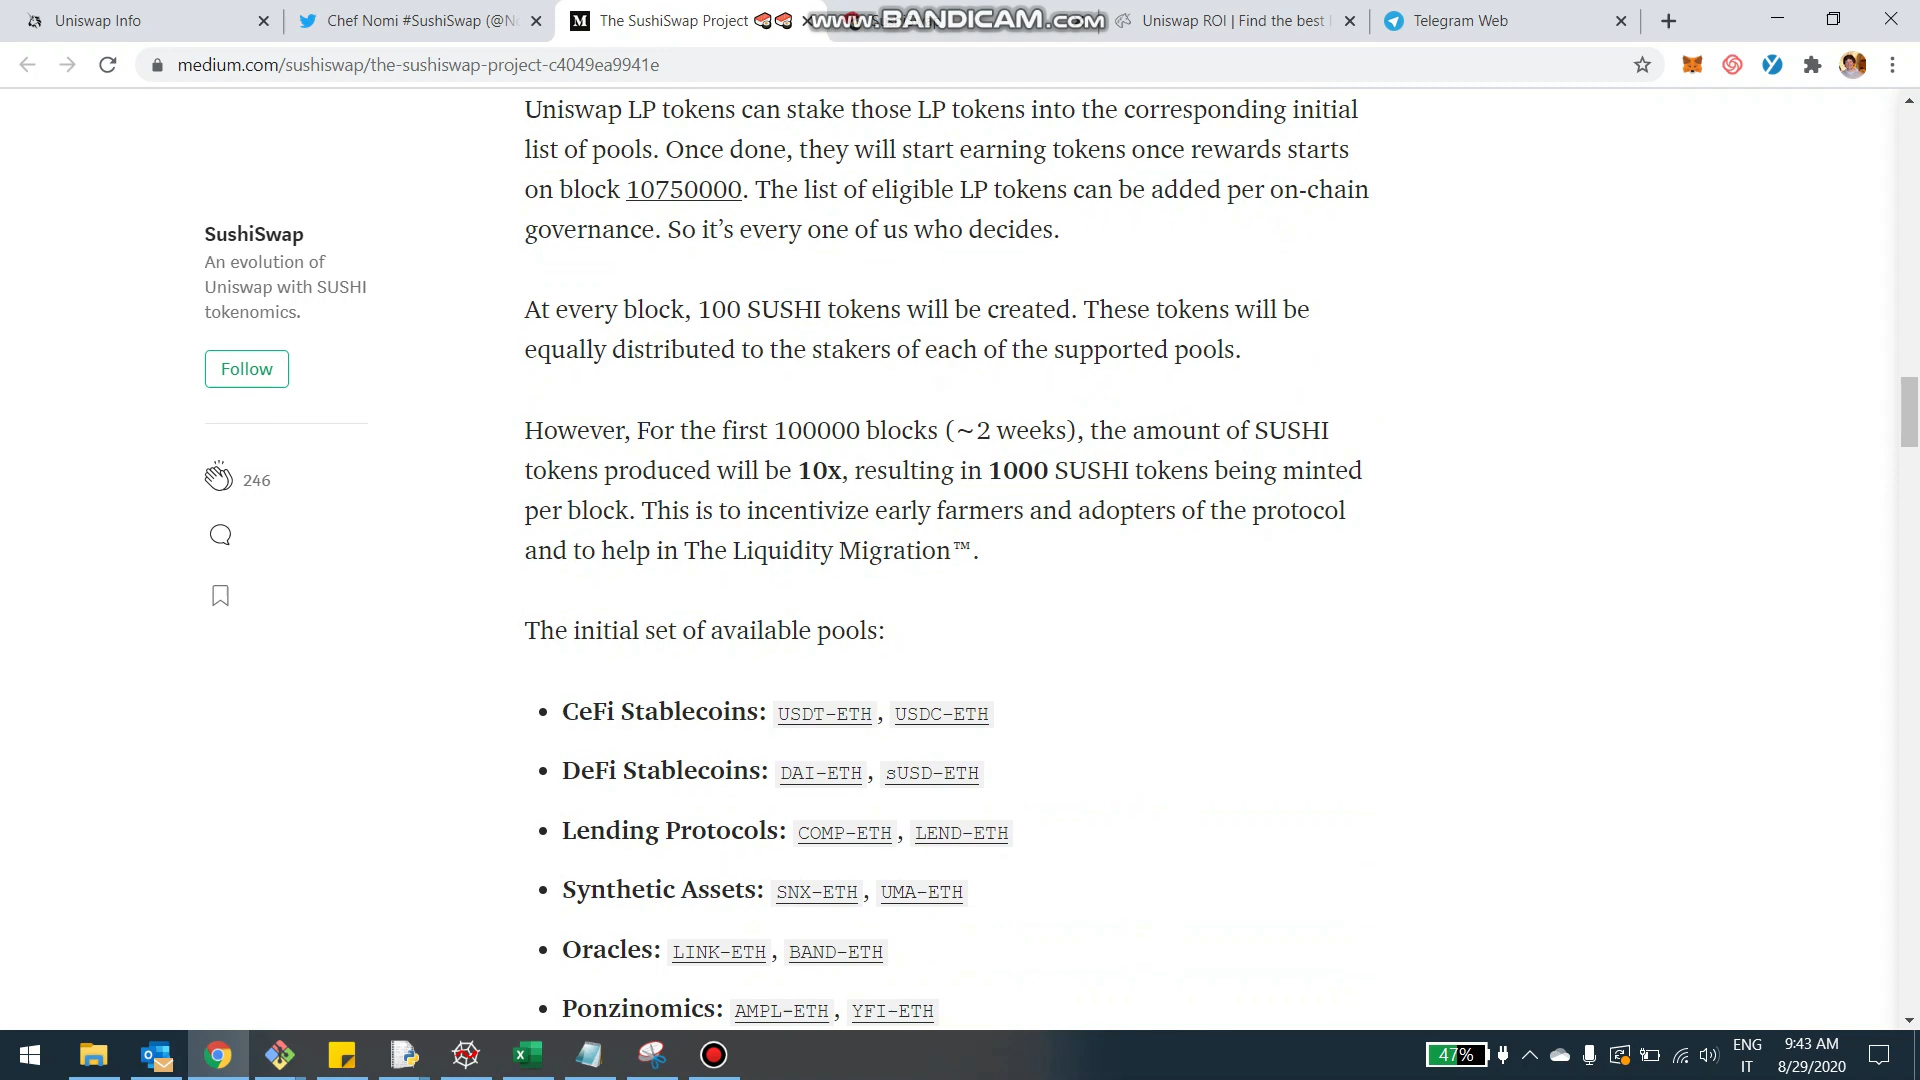 Uniswap Info
Chef Nomi #SushiSwap (@No
The SushiSwap Project 🍣🍣
www.BANDICAM.com
Uniswap ROI | Find the best
Telegram Web
medium.com/sushiswap/the-sushiswap-project-c4049ea9941e
Uniswap LP tokens can stake those LP tokens into the corresponding initial
list of pools. Once done, they will start earning tokens once rewards starts
on block 10750000. The list of eligible LP tokens can be added per on-chain
governance. So it’s every one of us who decides.
SushiSwap
An evolution of
Uniswap with SUSHI
tokenomics.
Follow
246
At every block, 100 SUSHI tokens will be created. These tokens will be
equally distributed to the stakers of each of the supported pools.
However, For the first 100000 blocks (~2 weeks), the amount of SUSHI
tokens produced will be 10x, resulting in 1000 SUSHI tokens being minted
per block. This is to incentivize early farmers and adopters of the protocol
and to help in The Liquidity Migration™.
The initial set of available pools:
• CeFi Stablecoins: USDT-ETH, USDC-ETH
• DeFi Stablecoins: DAI-ETH, sUSD-ETH
• Lending Protocols: COMP-ETH, LEND-ETH
• Synthetic Assets: SNX-ETH, UMA-ETH
• Oracles: LINK-ETH, BAND-ETH
• Ponzinomics: AMPL-ETH, YFI-ETH
47%
ENG
IT
9:43 AM
8/29/2020